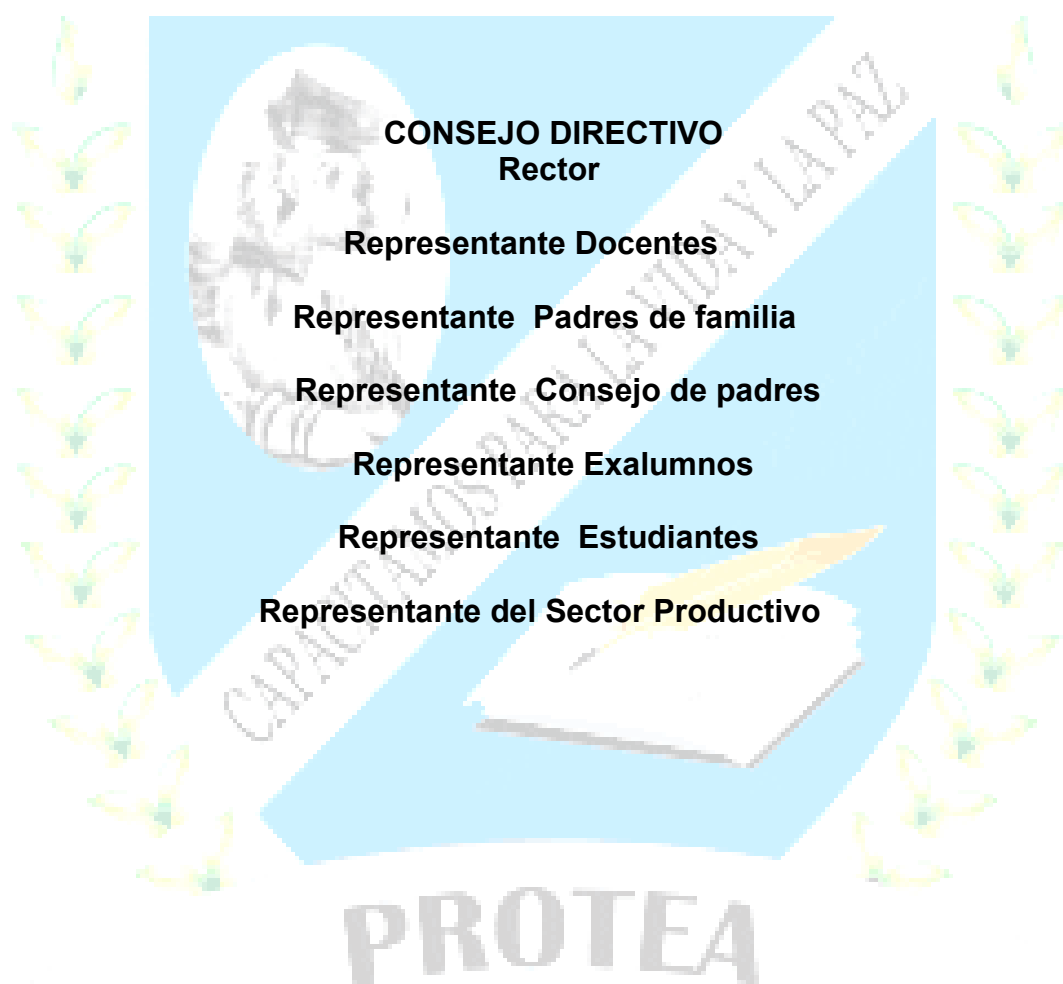 CONSEJO DIRECTIVO
Rector
Representante Docentes
Representante  Padres de familia
Representante  Consejo de padres
Representante Exalumnos
Representante  Estudiantes
Representante del Sector Productivo
CAPACITAMOS PARA LA VIDA Y LA PAZ
PROTEA